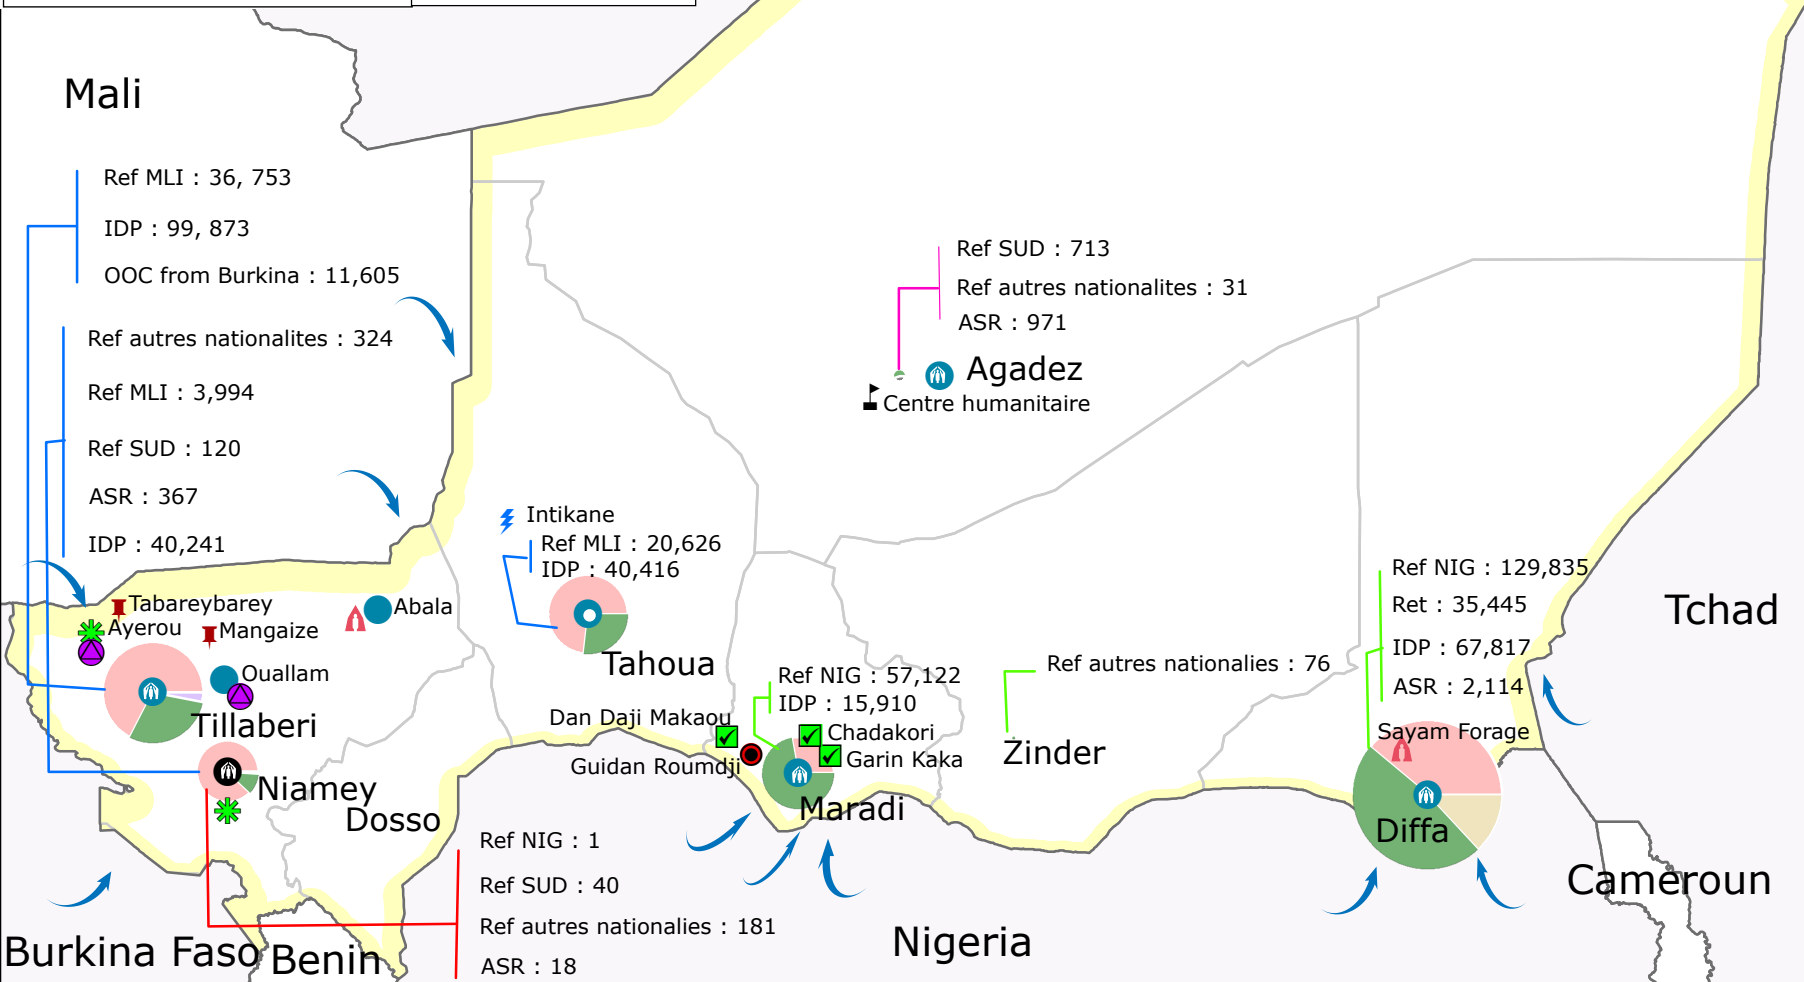 Mali
Ref MLI : 36, 753
IDP : 99, 873
OOC from Burkina : 11,605
Ref autres nationalites : 324
Ref MLI : 3,994
Ref SUD : 120
ASR : 367
IDP : 40,241
Ref SUD : 713
Ref autres nationalites : 31
ASR : 971
Agadez
Centre humanitaire
Intikane
Ref MLI : 20,626
IDP : 40,416
Tahoua
Tabareybarey
Ayerou
Mangaize
Abala
Ouallam
Tillaberi
Niamey
Dosso
Ref NIG : 57,122
IDP : 15,910
Dan Daji Makaou
Chadakori
Garin Kaka
Guidan Roumdji
Maradi
Ref autres nationalies : 76
Zinder
Ref NIG : 129,835
Ret : 35,445
IDP : 67,817
ASR : 2,114
Sayam Forage
Diffa
Tchad
Cameroun
Ref NIG : 1
Ref SUD : 40
Ref autres nationalies : 181
ASR : 18
Burkina Faso
Benin
Nigeria